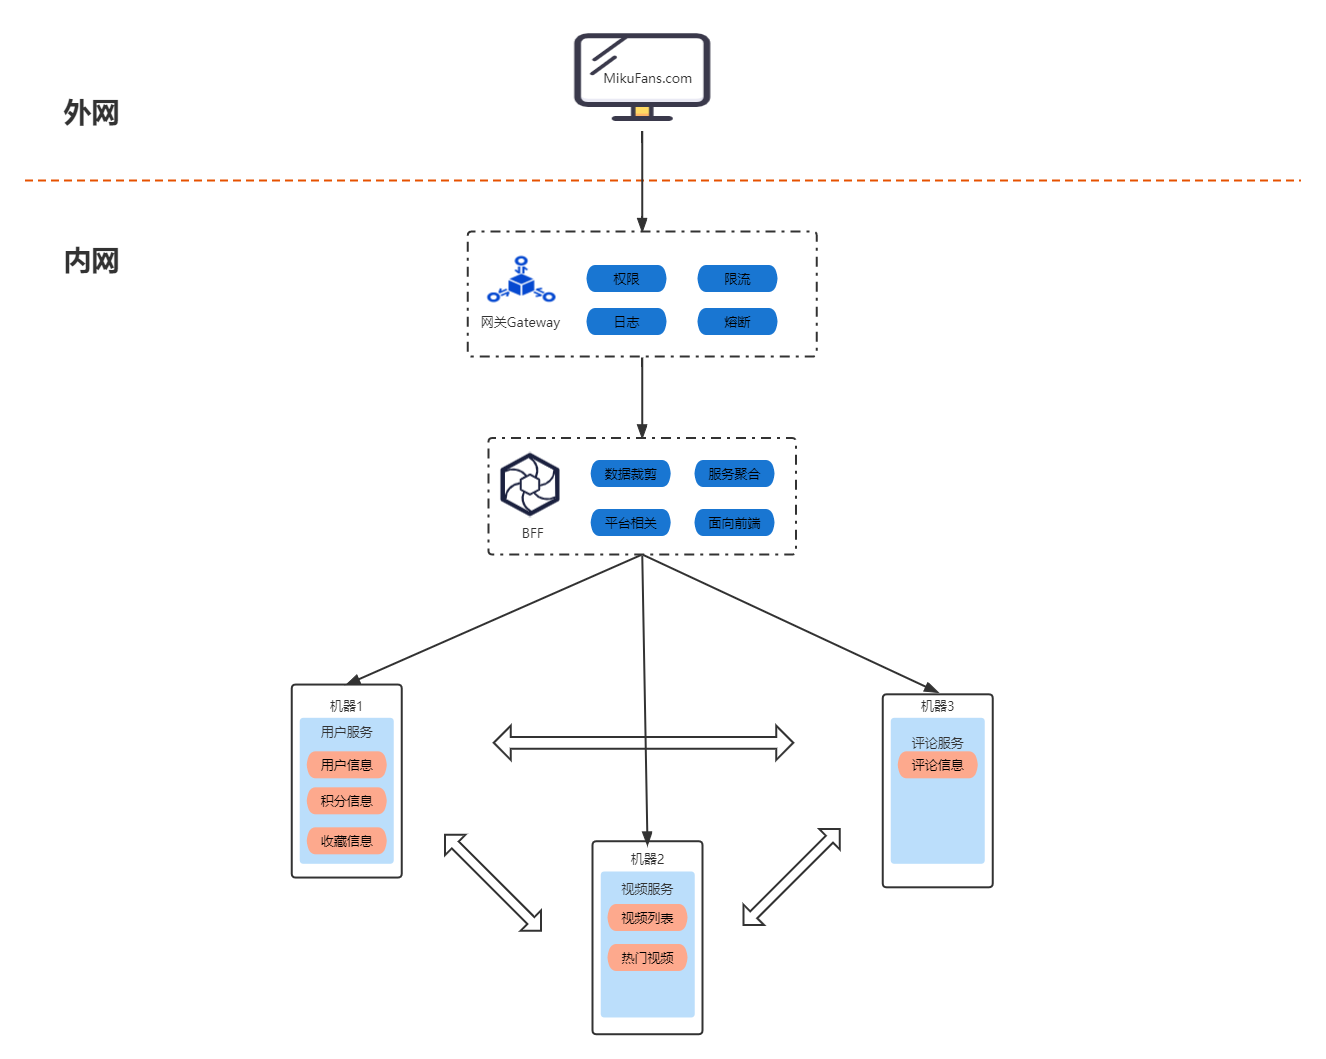 MikuFans.com
外网
内网
网关Gateway
权限
限流
日志
熔断
BFF
数据裁剪
服务聚合
平台相关
面向前端
机器1
用户服务
用户信息
积分信息
收藏信息
机器2
视频服务
视频列表
热门视频
机器3
评论服务
评论信息